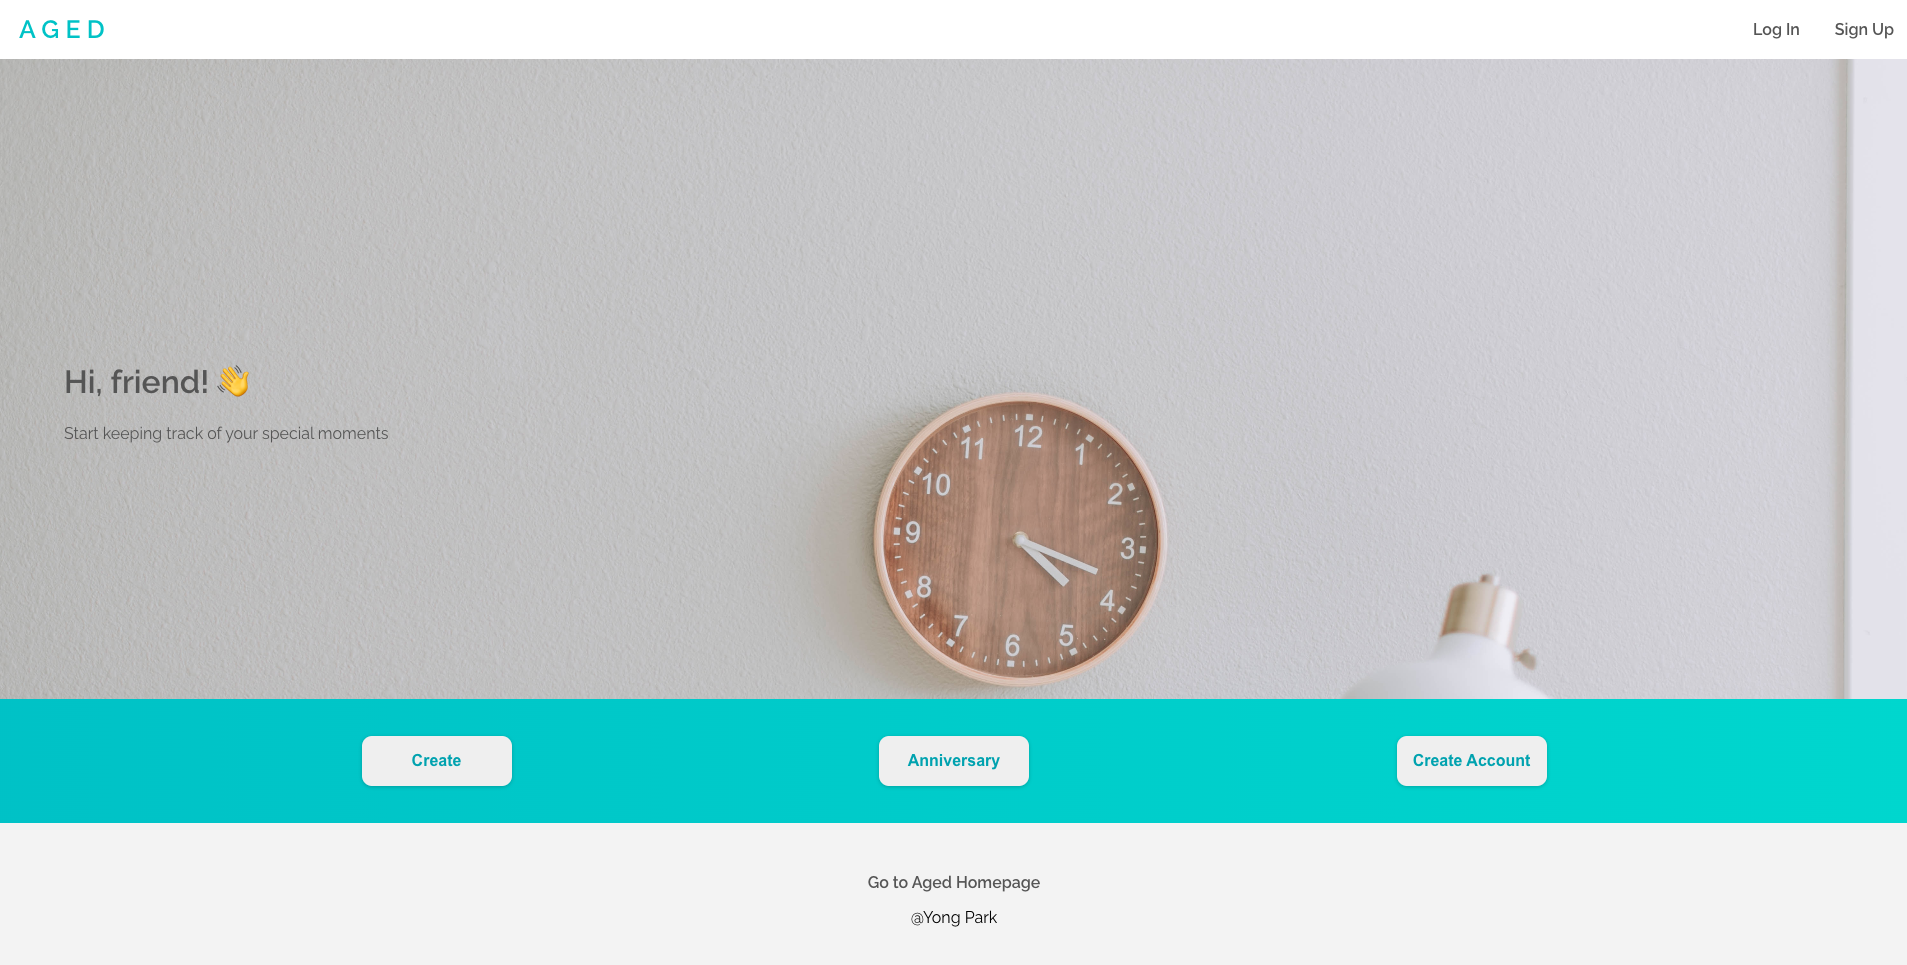 AGED
Log In
Sign Up
Hi, friend! 👋
Start keeping track of your special moments
12
1
2
3
4
5
6
7
8
9
10
11
Create
Anniversary
Create Account
Go to Aged Homepage
@Yong Park